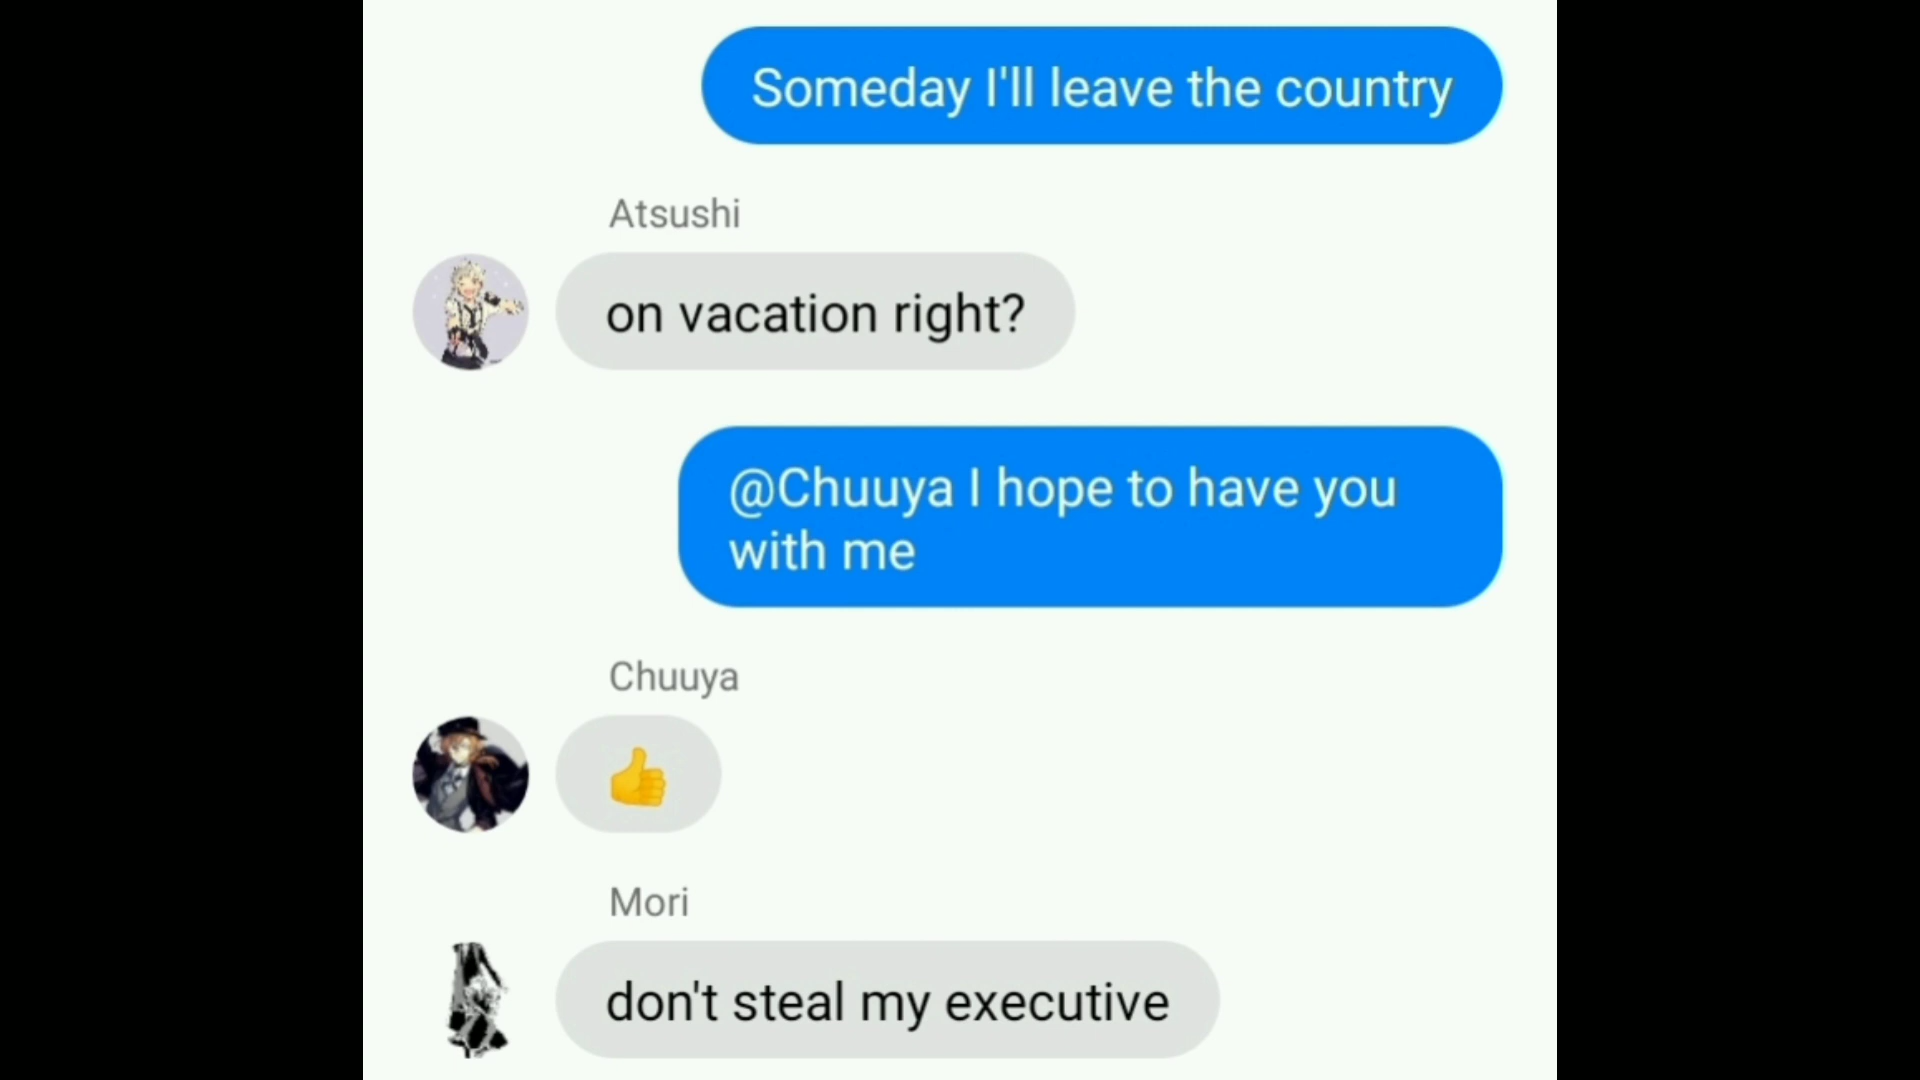 Someday I'll leave the country
Atsushi
on vacation right?
@Chuuya I hope to have you
with me
Chuuya
👍
Mori
don't steal my executive